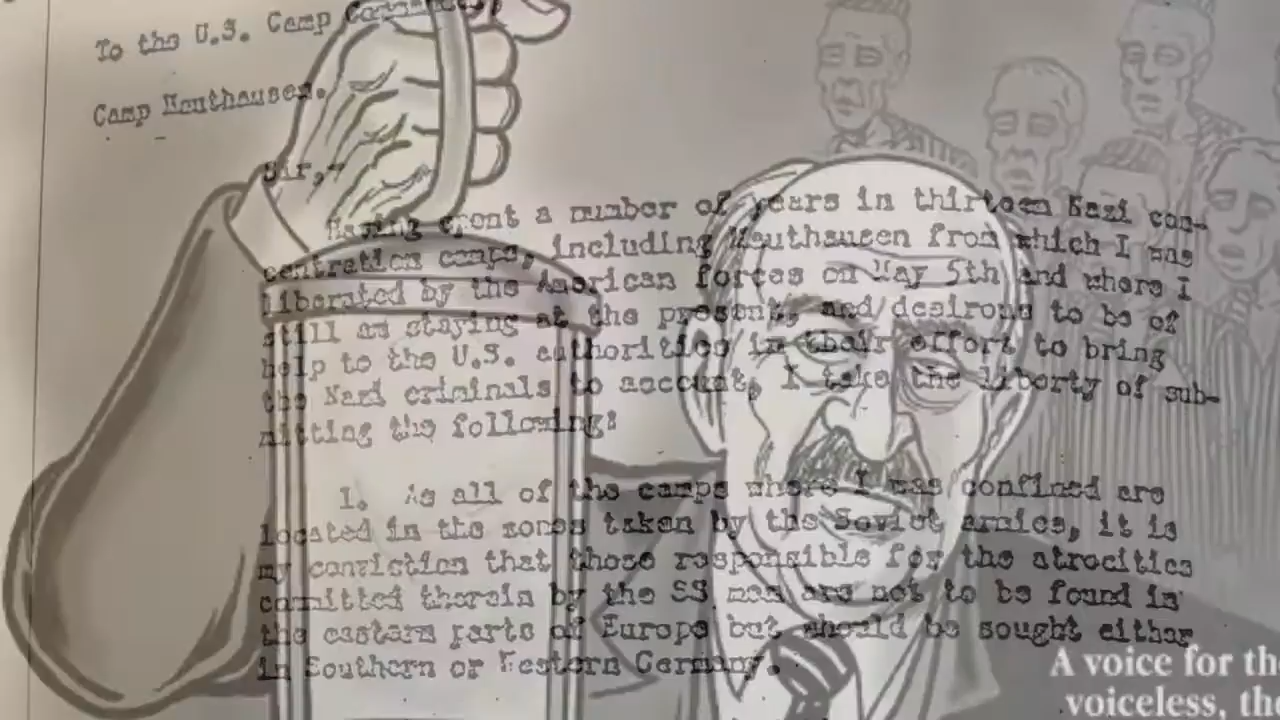 To the U.S. Camp
Camp Mauthausen.
Sir,-
Having spent a number of years in thirteen Nazi con-
centration camps, including Mauthausen from which I was
liberated by the American forces on May 5th and where I
still am staying at the present, and desirous to be of
help to the U.S. authorities in their effort to bring
the Nazi criminals to account, I take the liberty of sub-
mitting the following:
1. As all of the camps where I was confined are
located in the zones taken by the Soviet armies, it is
my conviction that those responsible for the atrocities
committed therein by the SS men are not to be found in
the eastern parts of Europe but should be sought either
in Southern or Western Germany.
A voice for the
voiceless, the